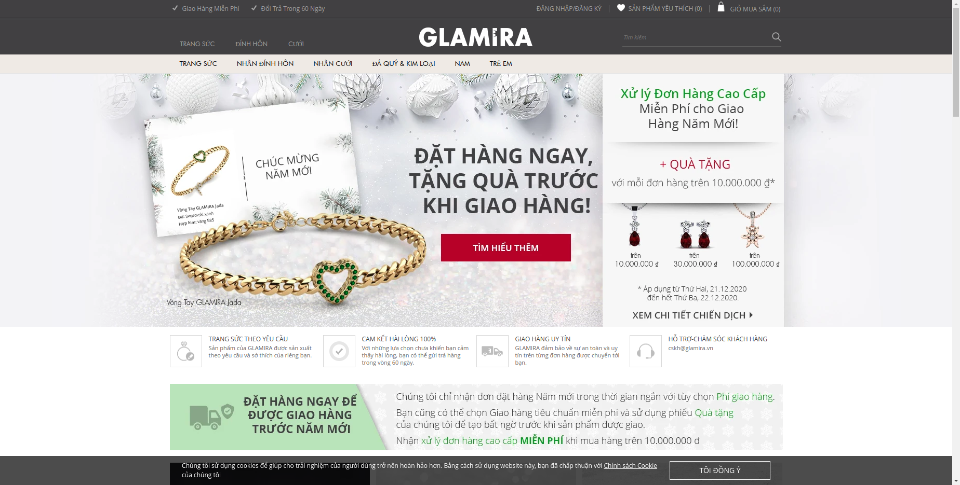 Giao Hàng Miễn Phí
Đổi Trả Trong 60 Ngày
ĐĂNG NHẬP/ĐĂNG KÝ
SẢN PHẨM YÊU THÍCH (0)
GIỎ MUA SẮM (0)
TRANG SỨC
ĐÍNH HÔN
CƯỚI
GLAMIRA
Tìm kiếm
TRANG SỨC
NHẪN ĐÍNH HÔN
NHẪN CƯỚI
ĐÁ QUÝ & KIM LOẠI
NAM
TRẺ EM
CHÚC MỪNG
NĂM MỚI
Vòng Tay GLAMIRA Jada
ĐẶT HÀNG NGAY,
TẶNG QUÀ TRƯỚC
KHI GIAO HÀNG!
TÌM HIỂU THÊM
Vòng Tay GLAMIRA Jada
Xử lý Đơn Hàng Cao Cấp
Miễn Phí cho Giao
Hàng Năm Mới!
+ QUÀ TẶNG
với mỗi đơn hàng trên 10.000.000 ₫*
trên
10.000.000 ₫
trên
30.000.000 ₫
trên
100.000.000 ₫
* Áp dụng từ Thứ Hai, 21.12.2020
đến hết Thứ Ba, 22.12.2020
XEM CHI TIẾT CHIẾN DỊCH
TRANG SỨC THEO YÊU CẦU
Sản phẩm của GLAMIRA được sản xuất
theo yêu cầu và sở thích của riêng bạn.
CAM KẾT HÀI LÒNG 100%
Với những lựa chọn chưa khiến bạn cảm
thấy hài lòng, bạn có thể gửi trả hàng
trong vòng 60 ngày.
GIAO HÀNG UY TÍN
GLAMIRA đảm bảo về sự an toàn và uy
tín trên từng đơn hàng được chuyển tới
bạn.
HỖ TRỢ CHĂM SÓC KHÁCH HÀNG
cskh@glamira.vn
ĐẶT HÀNG NGAY ĐỂ
ĐƯỢC GIAO HÀNG
TRƯỚC NĂM MỚI
Chúng tôi chỉ nhận đơn đặt hàng Năm mới trong thời gian ngắn với tùy chọn Phí giao hàng.
Bạn cũng có thể chọn Giao hàng tiêu chuẩn miễn phí và sử dụng phiếu Quà tặng
của chúng tôi để tạo bất ngờ trước khi sản phẩm được giao.
Nhận xử lý đơn hàng cao cấp MIỄN PHÍ khi mua hàng trên 10.000.000 ₫
Chúng tôi sử dụng cookies để giúp cho trải nghiệm của người dùng trở nên hoàn hảo hơn. Bằng cách sử dụng website này, bạn đã chấp thuận với Chính sách Cookie
của chúng tôi
TÔI ĐỒNG Ý